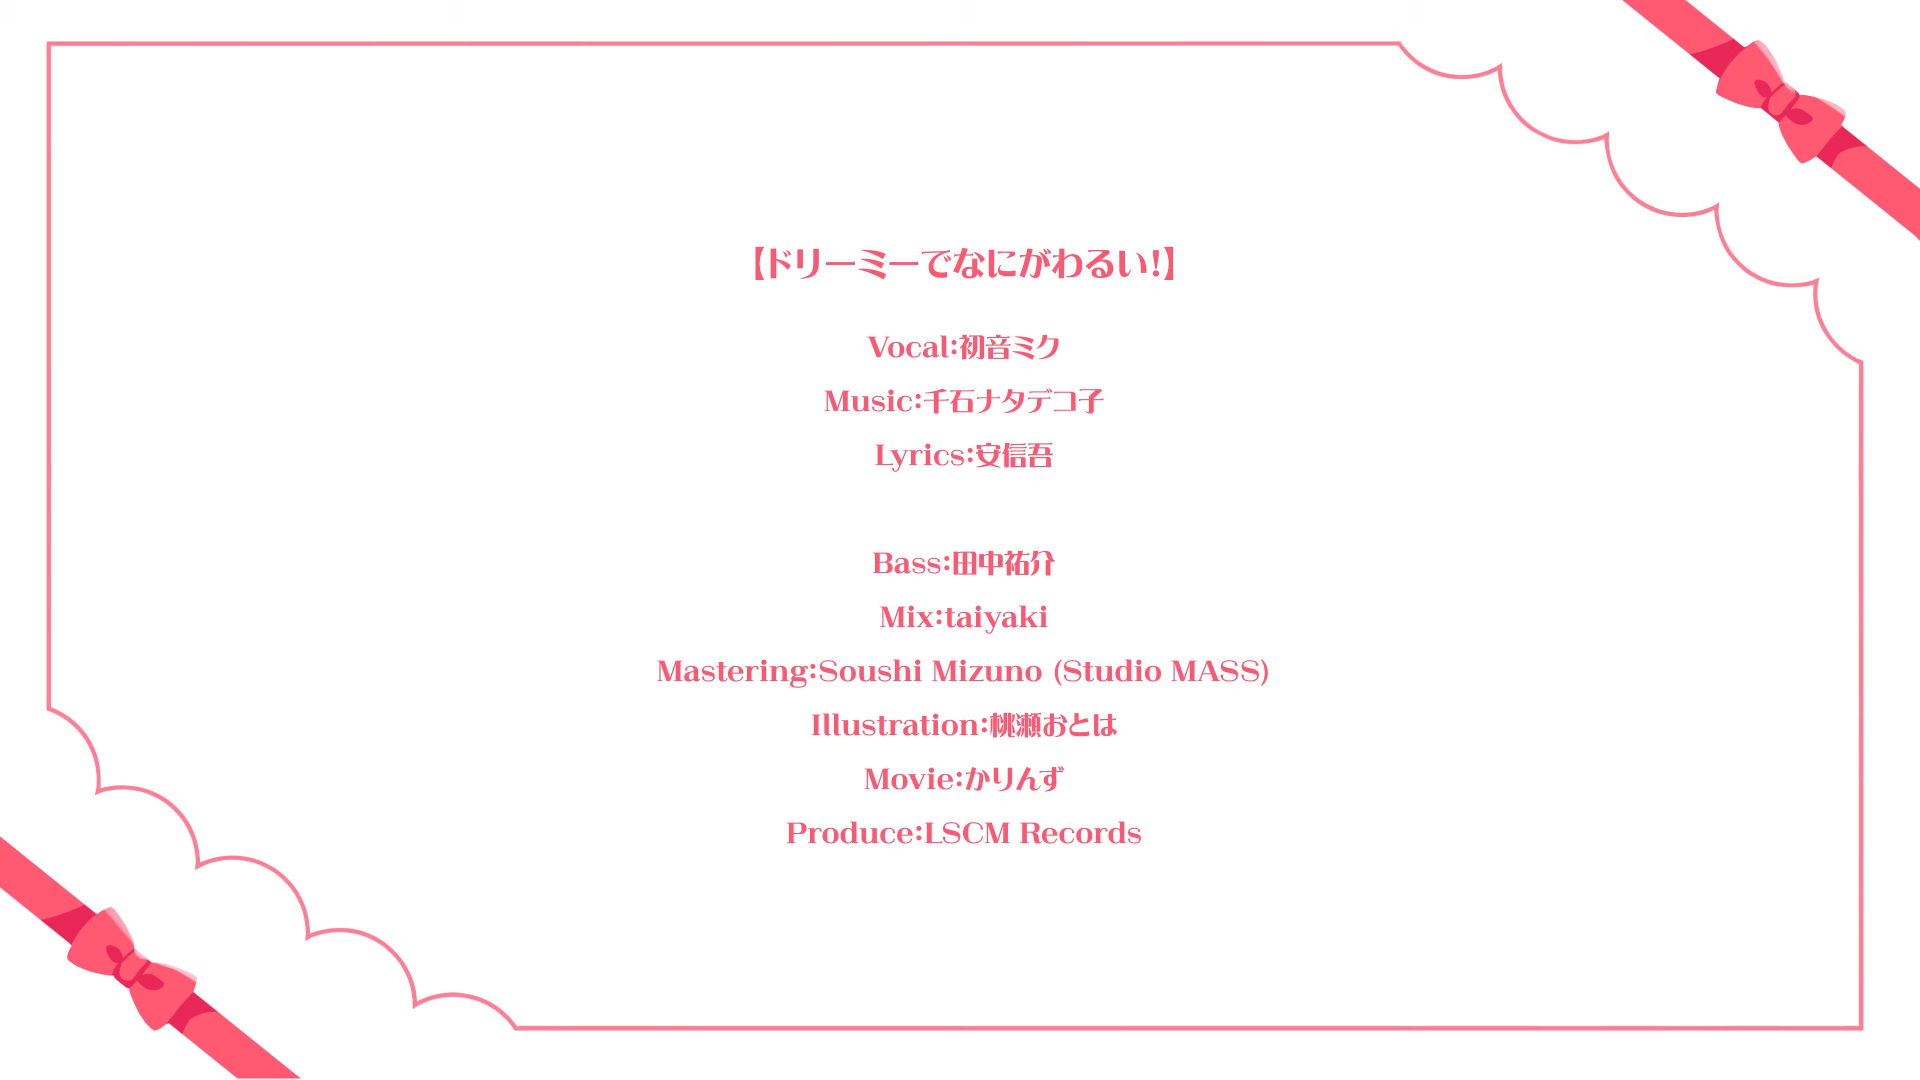 【ドリーミーでなにがわるい!】
Vocal:初音ミク
Music:千石ナタデコ子
Lyrics:安信吾
Bass:田中祐介
Mix:taiyaki
Mastering:Soushi Mizuno (Studio MASS)
Illustration:桃瀬おとは
Movie:かりんず
Produce:LSCM Records